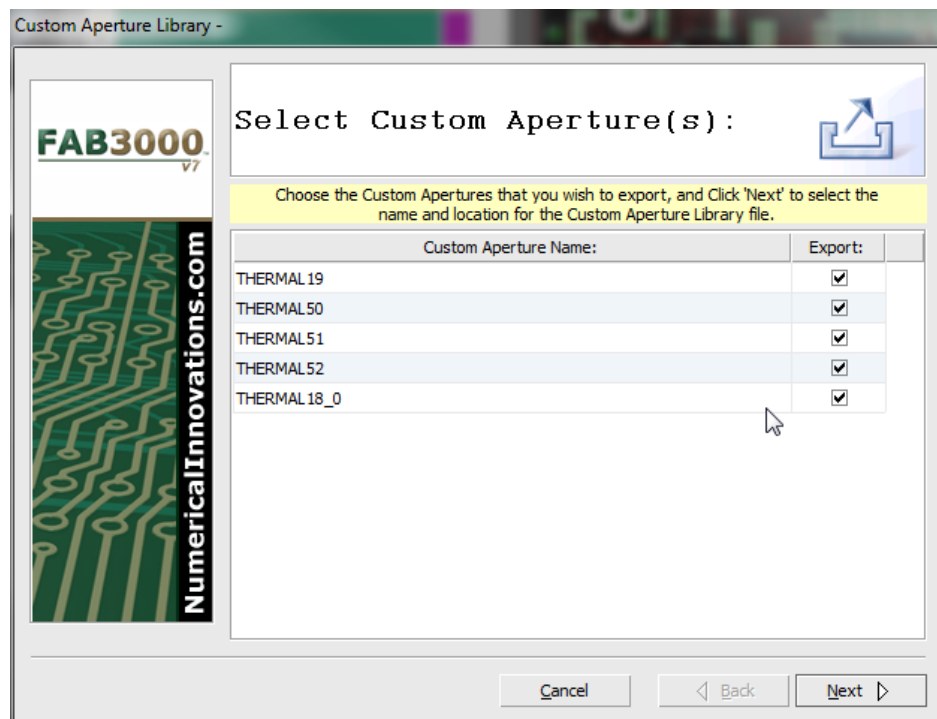 Custom Aperture Library -
FAB3000
v7
NumericalInnovations.com
Select Custom Aperture(s):
Choose the Custom Apertures that you wish to export, and Click 'Next' to select the
name and location for the Custom Aperture Library file.
Custom Aperture Name: Export:
THERMAL19
THERMAL50
THERMAL51
THERMAL52
THERMAL18_0
Cancel Back Next